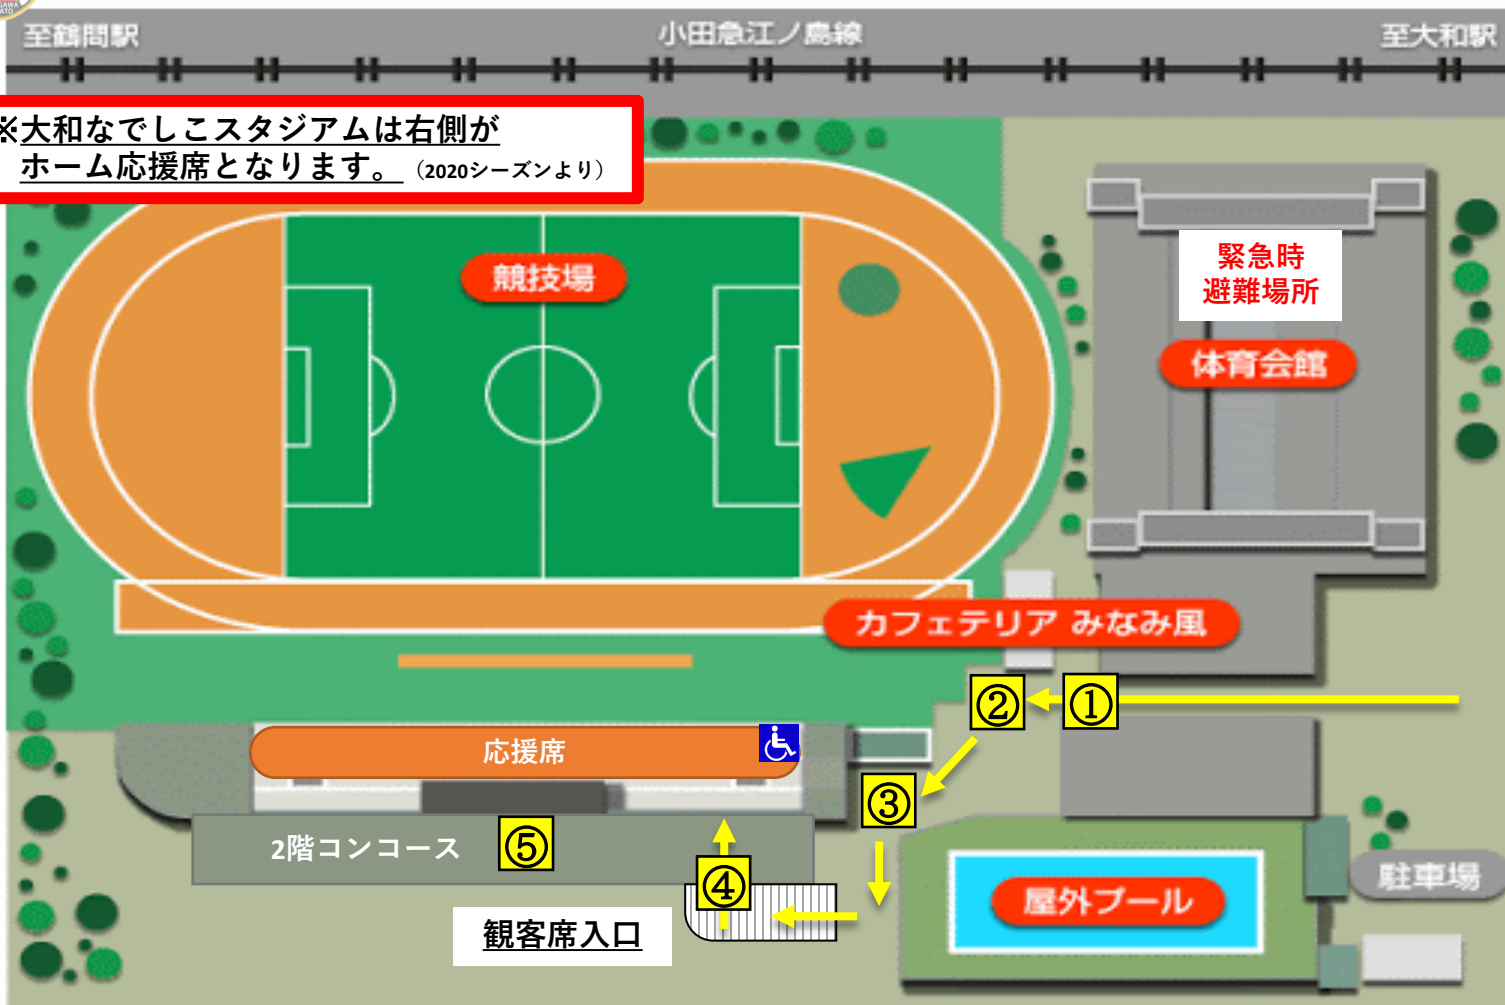 GAWA
ATO
至鶴間駅
小田急江ノ島線
至大和駅
※大和なでしこスタジアムは右側が
ホーム応援席となります。（2020シーズンより）
競技場
緊急時
避難場所
体育会館
カフェテリア みなみ風
②
①
応援席
③
2階コンコース
⑤
④
駐車場
屋外プール
観客席入口